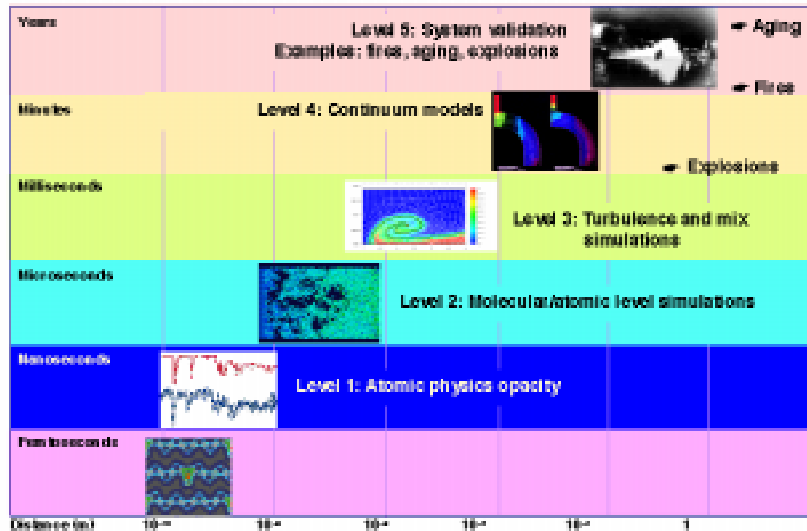 Years
Level 5: System validation
Examples: fires, aging, explosions
Aging
Fires
Minutes
Level 4: Continuum models
Explosions
Milliseconds
Level 3: Turbulence and mix
simulations
Microseconds
Level 2: Molecular/atomic level simulations
Nanoseconds
Level 1: Atomic physics opacity
Femtoseconds
Distance (m)
1